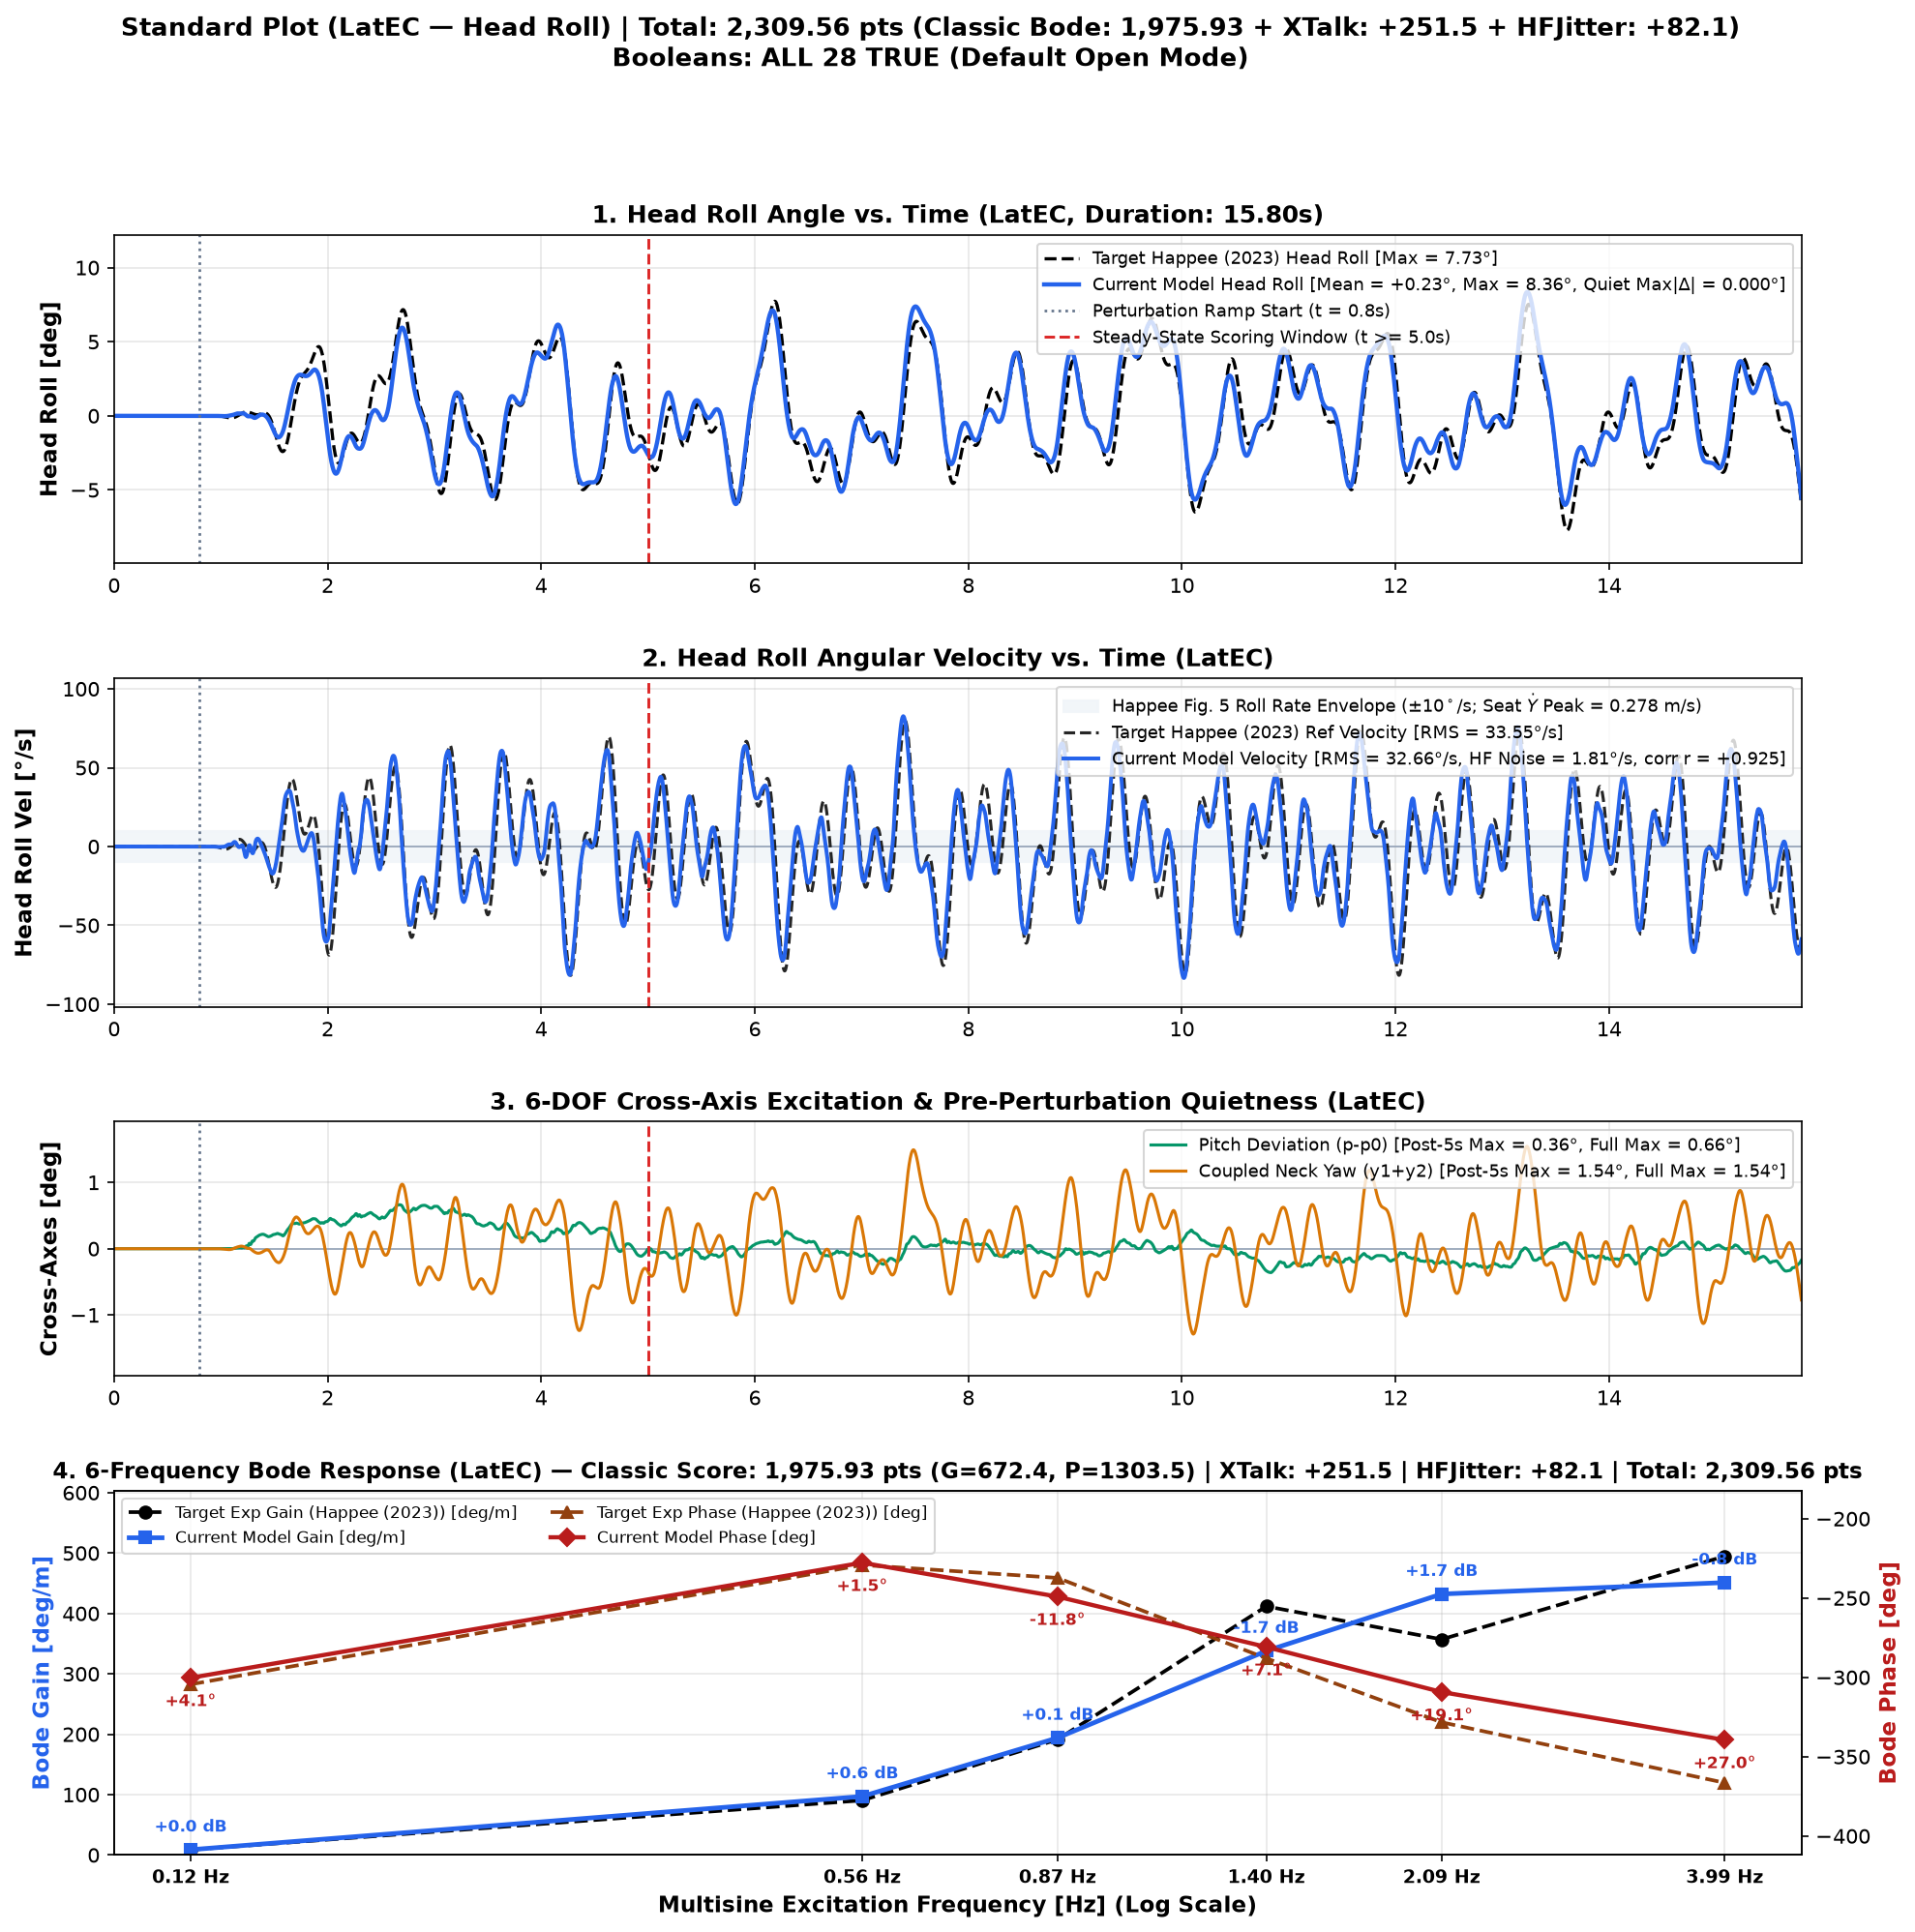 Standard Plot (LatEC — Head Roll) | Total: 2,309.56 pts (Classic Bode: 1,975.93 + XTalk: +251.5 + HFJitter: +82.1)
Booleans: ALL 28 TRUE (Default Open Mode)
1. Head Roll Angle vs. Time (LatEC, Duration: 15.80s)
Head Roll [deg]
10
5
0
−5
Target Happee (2023) Head Roll [Max = 7.73°]
Current Model Head Roll [Mean = +0.23°, Max = 8.36°, Quiet Max|Δ| = 0.000°]
Perturbation Ramp Start (t = 0.8s)
Steady-State Scoring Window (t >= 5.0s)
0 2 4 6 8 10 12 14
2. Head Roll Angular Velocity vs. Time (LatEC)
Head Roll Vel [°/s]
100
50
0
−50
−100
Happee Fig. 5 Roll Rate Envelope (±10°/s; Seat Ẏ Peak = 0.278 m/s)
Target Happee (2023) Ref Velocity [RMS = 33.55°/s]
Current Model Velocity [RMS = 32.66°/s, HF Noise = 1.81°/s, corr r = +0.925]
0 2 4 6 8 10 12 14
3. 6-DOF Cross-Axis Excitation & Pre-Perturbation Quietness (LatEC)
Cross-Axes [deg]
1
0
−1
Pitch Deviation (p-p0) [Post-5s Max = 0.36°, Full Max = 0.66°]
Coupled Neck Yaw (y1+y2) [Post-5s Max = 1.54°, Full Max = 1.54°]
0 2 4 6 8 10 12 14
4. 6-Frequency Bode Response (LatEC) — Classic Score: 1,975.93 pts (G=672.4, P=1303.5) | XTalk: +251.5 | HFJitter: +82.1 | Total: 2,309.56 pts
Bode Gain [deg/m]
600
500
400
300
200
100
0
Target Exp Gain (Happee (2023)) [deg/m]
Current Model Gain [deg/m]
Target Exp Phase (Happee (2023)) [deg]
Current Model Phase [deg]
+0.0 dB
+0.6 dB
+0.1 dB
-1.7 dB
+1.7 dB
-0.8 dB
+4.1°
+1.5°
-11.8°
+7.1°
+19.1°
+27.0°
−200
−250
−300
−350
−400
Bode Phase [deg]
0.12 Hz 0.56 Hz 0.87 Hz 1.40 Hz 2.09 Hz 3.99 Hz
Multisine Excitation Frequency [Hz] (Log Scale)